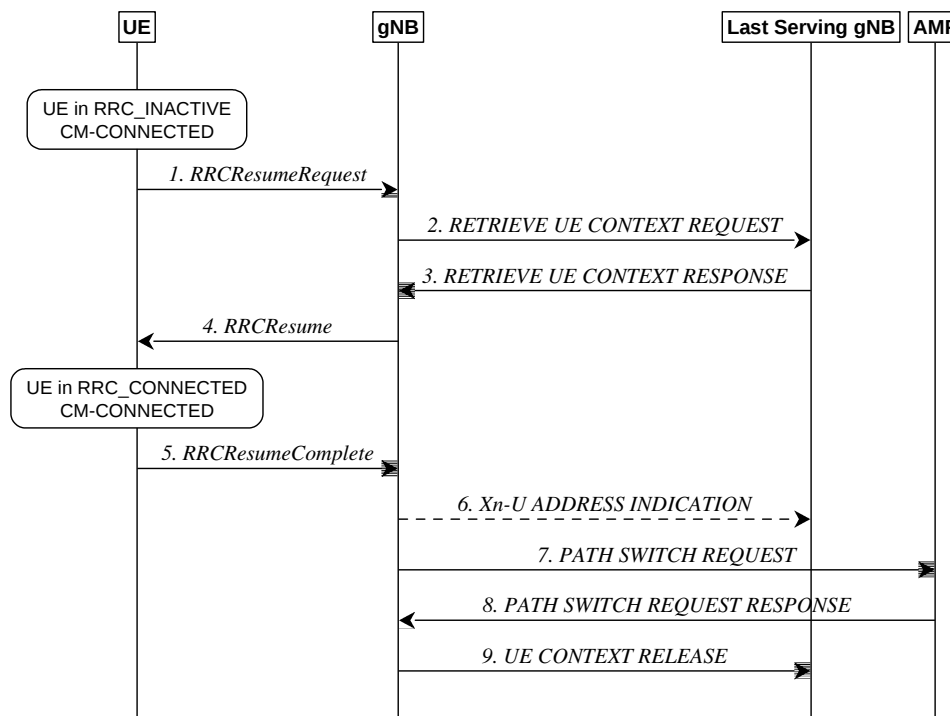 UE
gNB
Last Serving gNB
AMF
UE in RRC_INACTIVE
CM-CONNECTED
1. RRCResumeRequest
2. RETRIEVE UE CONTEXT REQUEST
3. RETRIEVE UE CONTEXT RESPONSE
4. RRCResume
UE in RRC_CONNECTED
CM-CONNECTED
5. RRCResumeComplete
6. Xn-U ADDRESS INDICATION
7. PATH SWITCH REQUEST
8. PATH SWITCH REQUEST RESPONSE
9. UE CONTEXT RELEASE